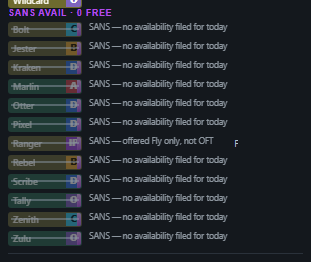 Wildcard
SANS AVAIL · 0 FREE
Bolt C SANS — no availability filed for today
Jester B SANS — no availability filed for today
Kraken D SANS — no availability filed for today
Marlin A SANS — no availability filed for today
Otter D SANS — no availability filed for today
Pixel D SANS — no availability filed for today
Ranger SANS — offered Fly only, not OFT F
Rebel B SANS — no availability filed for today
Scribe D SANS — no availability filed for today
Tally SANS — no availability filed for today
Zenith C SANS — no availability filed for today
Zulu SANS — no availability filed for today